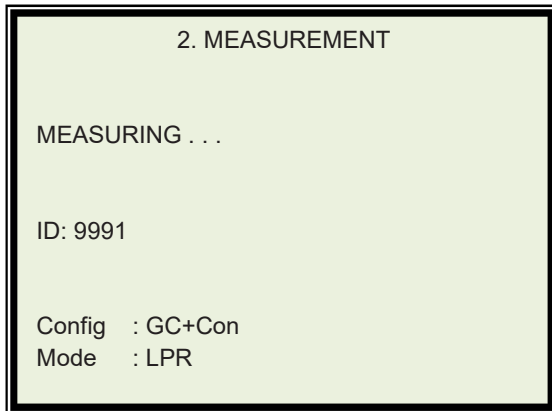 2. MEASUREMENT
MEASURING . . .
ID: 9991
Config : GC+Con
Mode : LPR